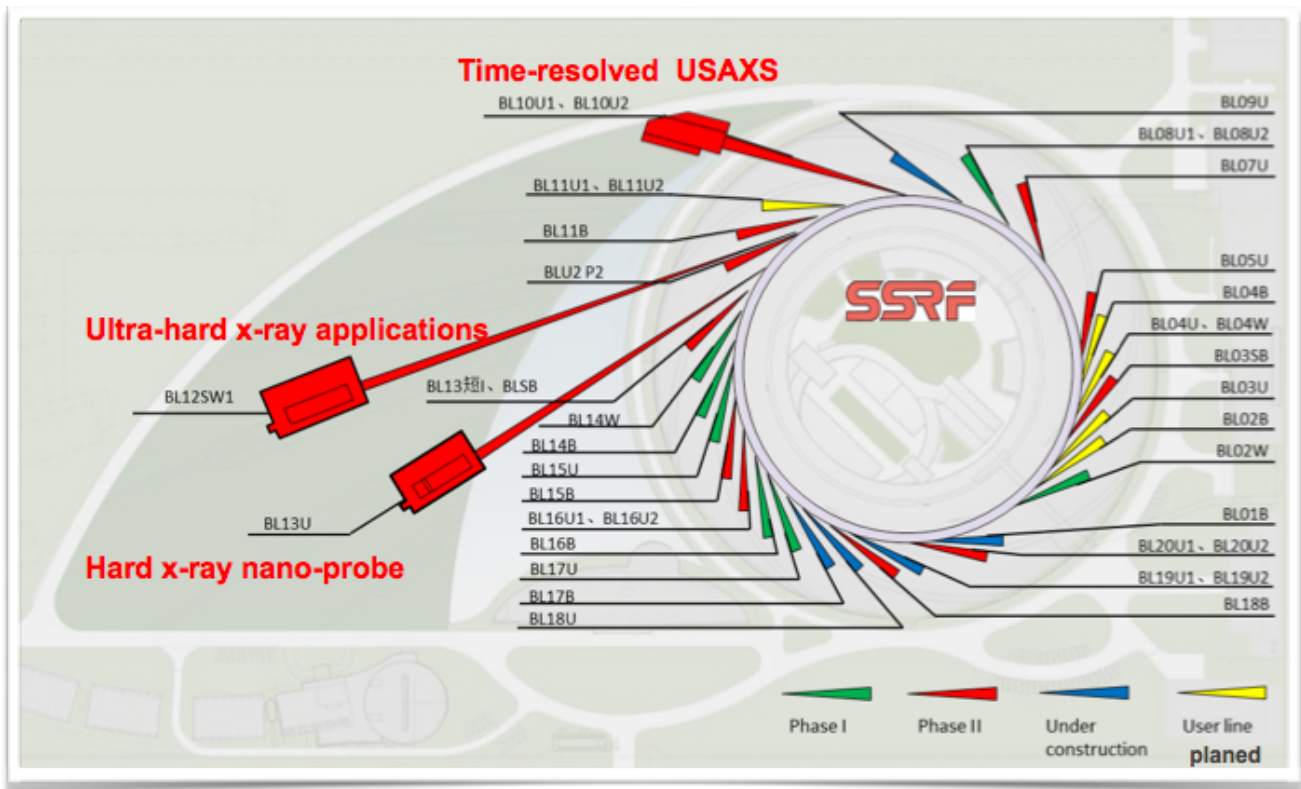 Time-resolved USAXS
BL10U1、BL10U2
BL09U
BL08U1、BL08U2
BL07U
BL11U1、BL11U2
BL11B
BLU2 P2
BL05U
BL04B
BL04U、BL04W
BL03SB
BL03U
BL02B
BL02W
SSRF
Ultra-hard x-ray applications
BL12SW1
BL13短I、BLSB
BL14W
BL14B
BL15U
BL15B
BL13U
BL16U1、BL16U2
BL16B
BL17U
BL17B
BL18U
Hard x-ray nano-probe
BL01B
BL20U1、BL20U2
BL19U1、BL19U2
BL18B
Phase I
Phase II
Under
construction
User line
planed